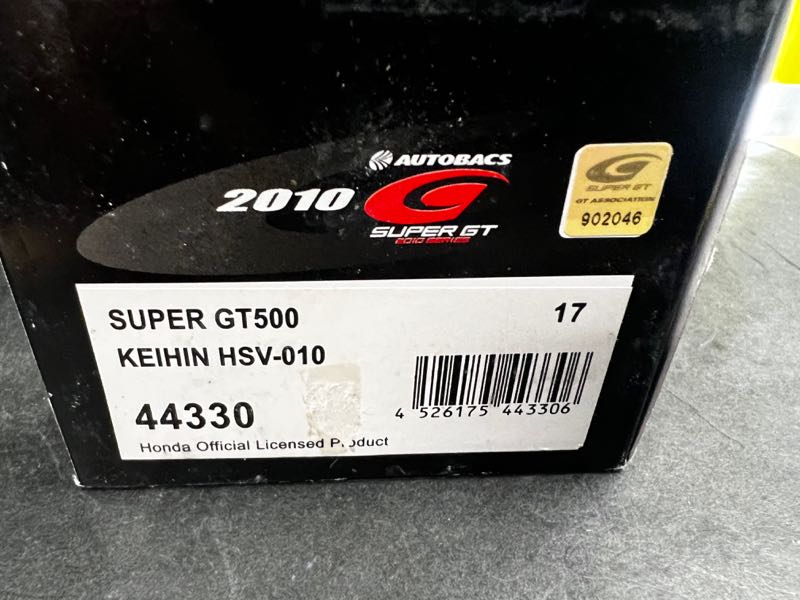 AUTOBACS
2010
SUPER GT
2010 SERIES
SUPER GT
GT ASSOCIATION
902046
SUPER GT500
17
KEIHIN HSV-010
44330
4 526175 443306
Honda Official Licensed P duct